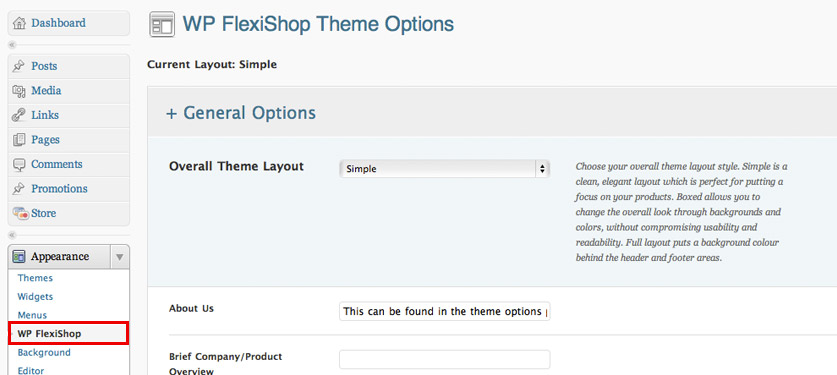 Dashboard
Posts
Media
Links
Pages
Comments
Promotions
Store
Appearance
Themes
Widgets
Menus
WP FlexiShop
Background
Editor
WP FlexiShop Theme Options
Current Layout: Simple
+ General Options
Overall Theme Layout
Simple
Choose your overall theme layout style. Simple is a
clean, elegant layout which is perfect for putting a
focus on your products. Boxed allows you to
change the overall look through backgrounds and
colors, without compromising usability and
readability. Full layout puts a background colour
behind the header and footer areas.
About Us
This can be found in the theme options
Brief Company/Product
Overview